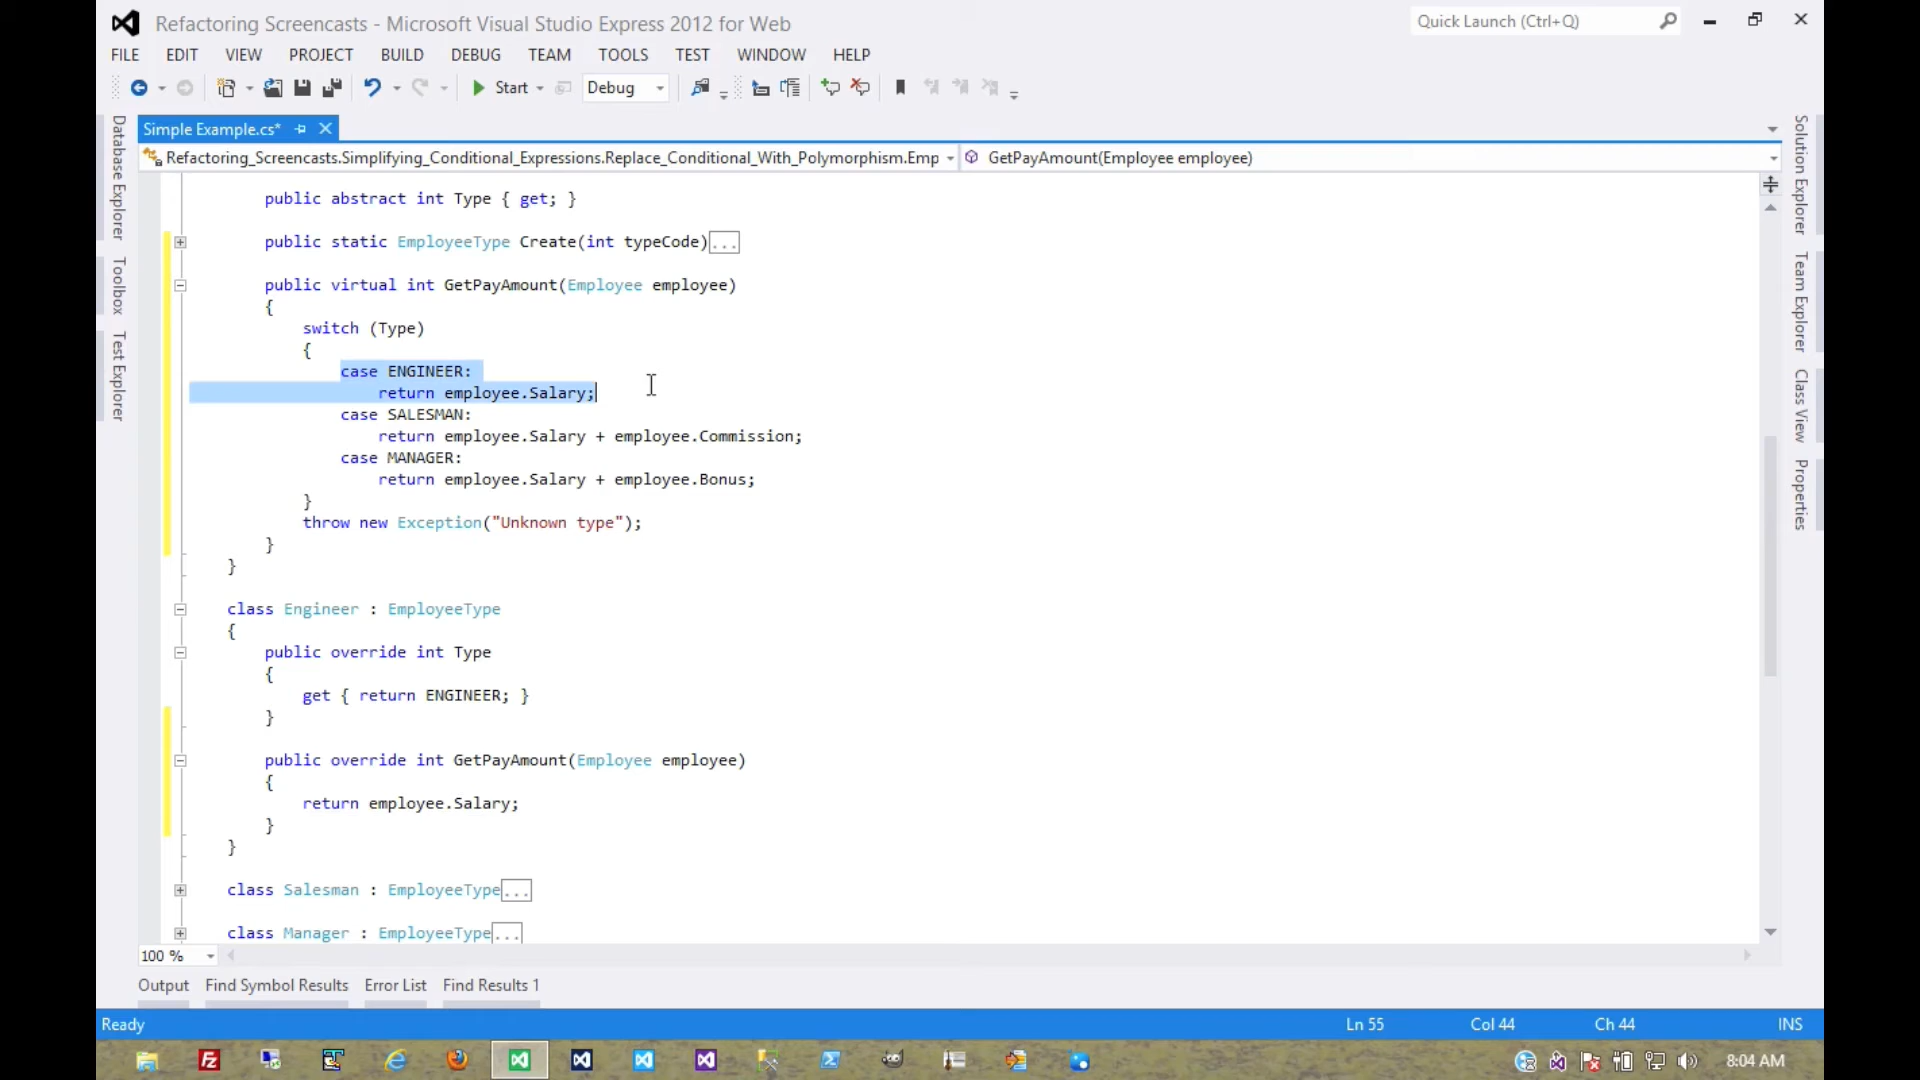 Refactoring Screencasts - Microsoft Visual Studio Express 2012 for Web
Quick Launch (Ctrl+Q)
FILE EDIT VIEW PROJECT BUILD DEBUG TEAM TOOLS TEST WINDOW HELP
Start Debug
Simple Example.cs*
Refactoring_Screencasts.Simplifying_Conditional_Expressions.Replace_Conditional_With_Polymorphism.Emp
GetPayAmount(Employee employee)
Database Explorer
Toolbox
Test Explorer
public abstract int Type { get; }
public static EmployeeType Create(int typeCode)...
public virtual int GetPayAmount(Employee employee)
{
switch (Type)
{
case ENGINEER:
return employee.Salary;
case SALESMAN:
return employee.Salary + employee.Commission;
case MANAGER:
return employee.Salary + employee.Bonus;
}
throw new Exception("Unknown type");
}
}
class Engineer : EmployeeType
{
public override int Type
{
get { return ENGINEER; }
}
public override int GetPayAmount(Employee employee)
{
return employee.Salary;
}
}
class Salesman : EmployeeType...
class Manager : EmployeeType...
Solution Explorer
Team Explorer
Class View
Properties
100 %
Output Find Symbol Results Error List Find Results 1
Ready Ln 55 Col 44 Ch 44 INS
8:04 AM